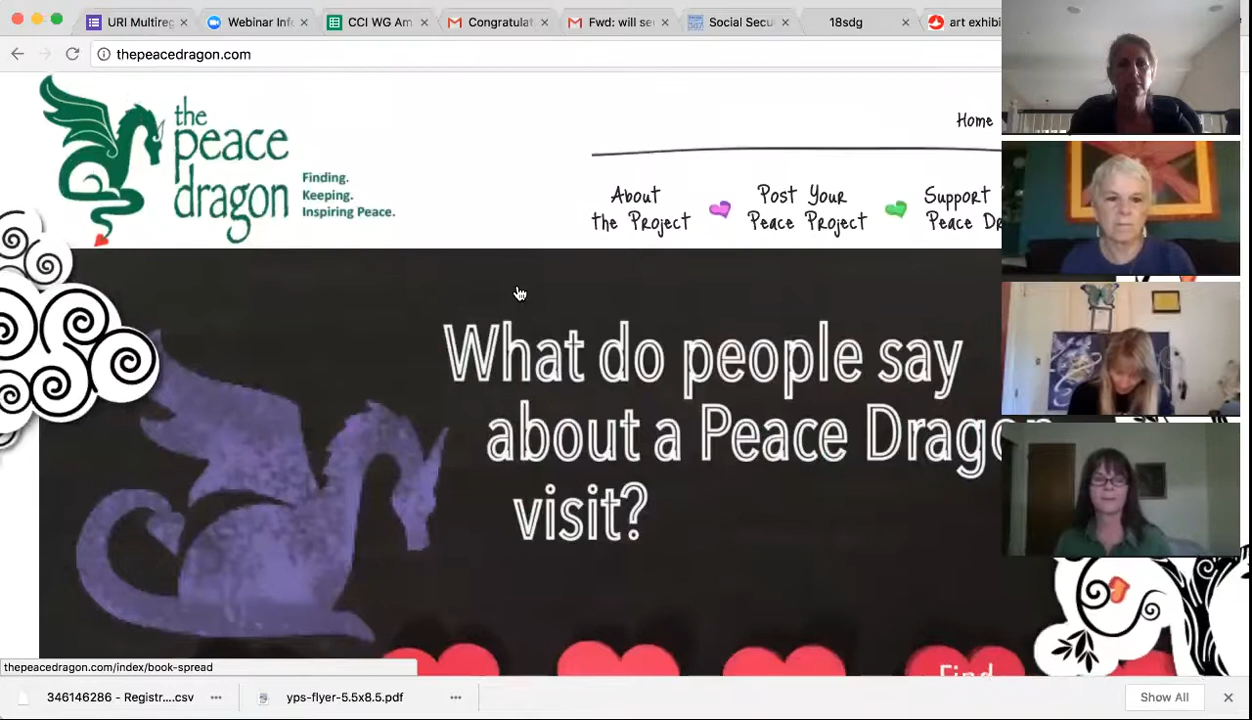 URI Multireg
Webinar Info
CCI WG Am
Congratulat
Fwd: will se
Social Secu
18sdg
art exhibi
thepeacedragon.com
the
peace
dragon
Finding.
Keeping.
Inspiring Peace.
Home
About
the Project
Post Your
Peace Project
Support
Peace Dr
What do people say
about a Peace Drago
visit?
Find
thepeacedragon.com/index/book-spread
346146286 - Registr....csv
yps-flyer-5.5x8.5.pdf
Show All